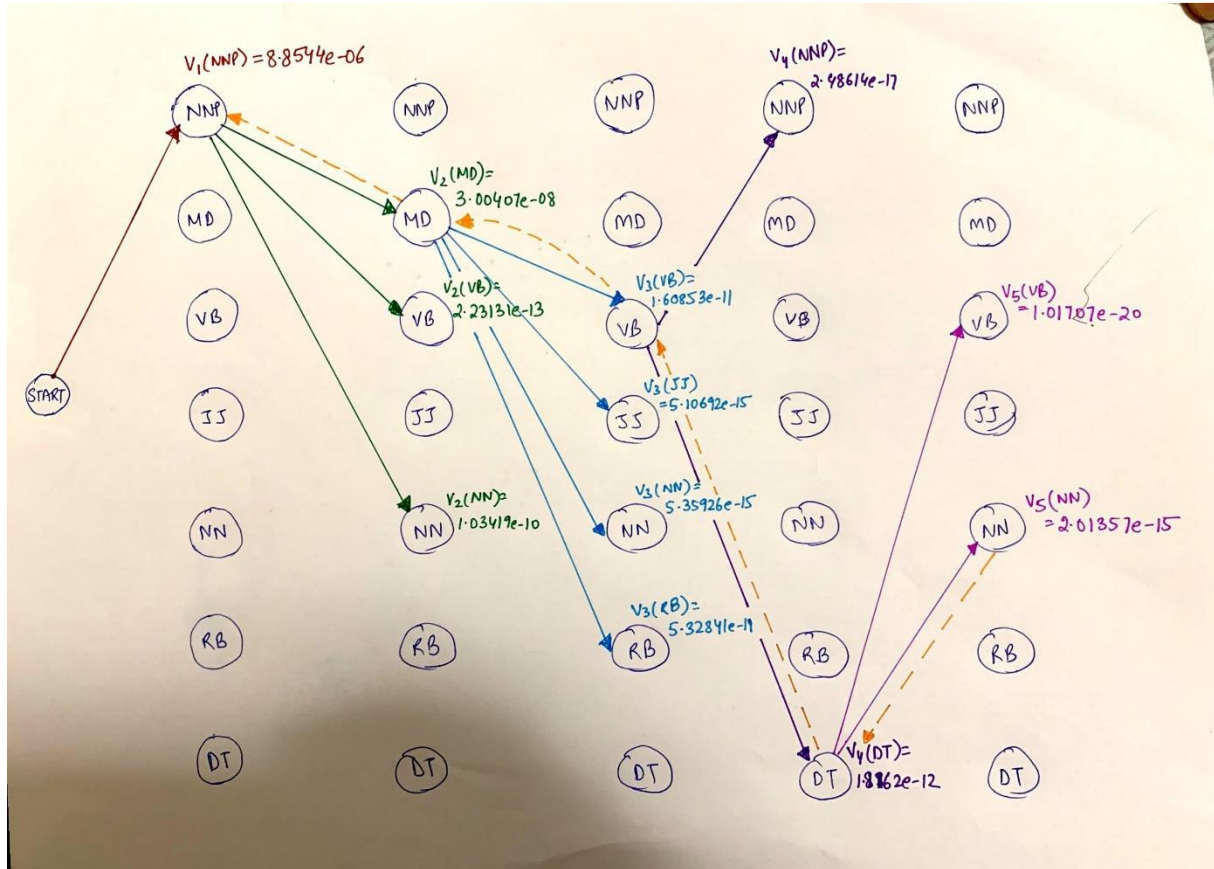 V1(NNP)=8.8544e-06
V4(NNP)=
2.48614e-17
NNP
NNP
NNP
NNP
NNP
V2(MD)=
3.00407e-08
MD
MD
MD
MD
MD
V2(VB)=
2.23131e-13
V3(VB)=
1.60853e-11
V5(VB)
=1.01707e-20
VB
VB
VB
VB
VB
START
V3(JJ)
=5.10692e-15
JJ
JJ
JJ
JJ
JJ
V2(NN)=
1.03419e-10
V3(NN)=
5.35926e-15
V5(NN)
=2.01357e-15
NN
NN
NN
NN
NN
V3(RB)=
5.32841e-19
RB
RB
RB
RB
RB
V4(DT)=
DT
DT
DT
DT
DT